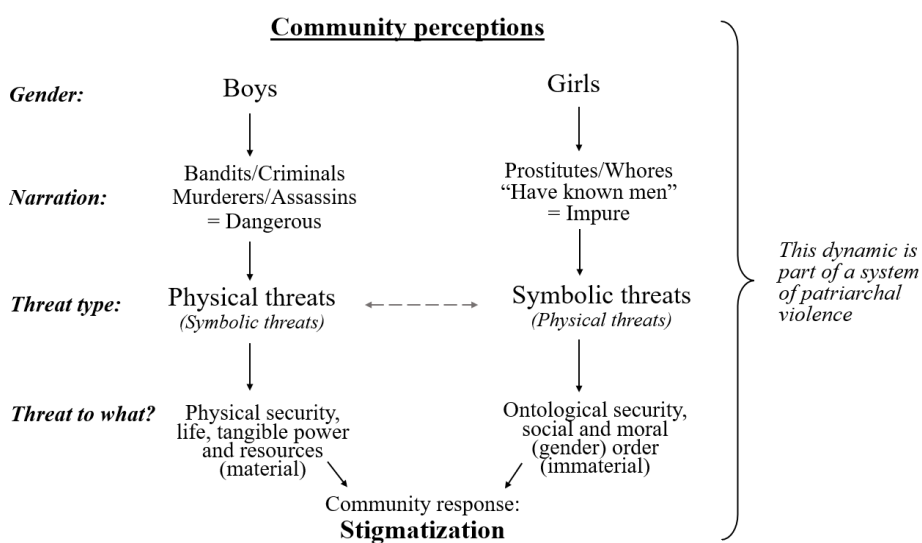 Community perceptions
Gender:
Boys
Girls
Narration:
Bandits/Criminals
Murderers/Assassins
= Dangerous
Prostitutes/Whores
“Have known men”
= Impure
Threat type:
Physical threats
(Symbolic threats)
Symbolic threats
(Physical threats)
Threat to what?
Physical security,
life, tangible power
and resources
(material)
Ontological security,
social and moral
(gender) order
(immaterial)
Community response:
Stigmatization
This dynamic is
part of a system
of patriarchal
violence